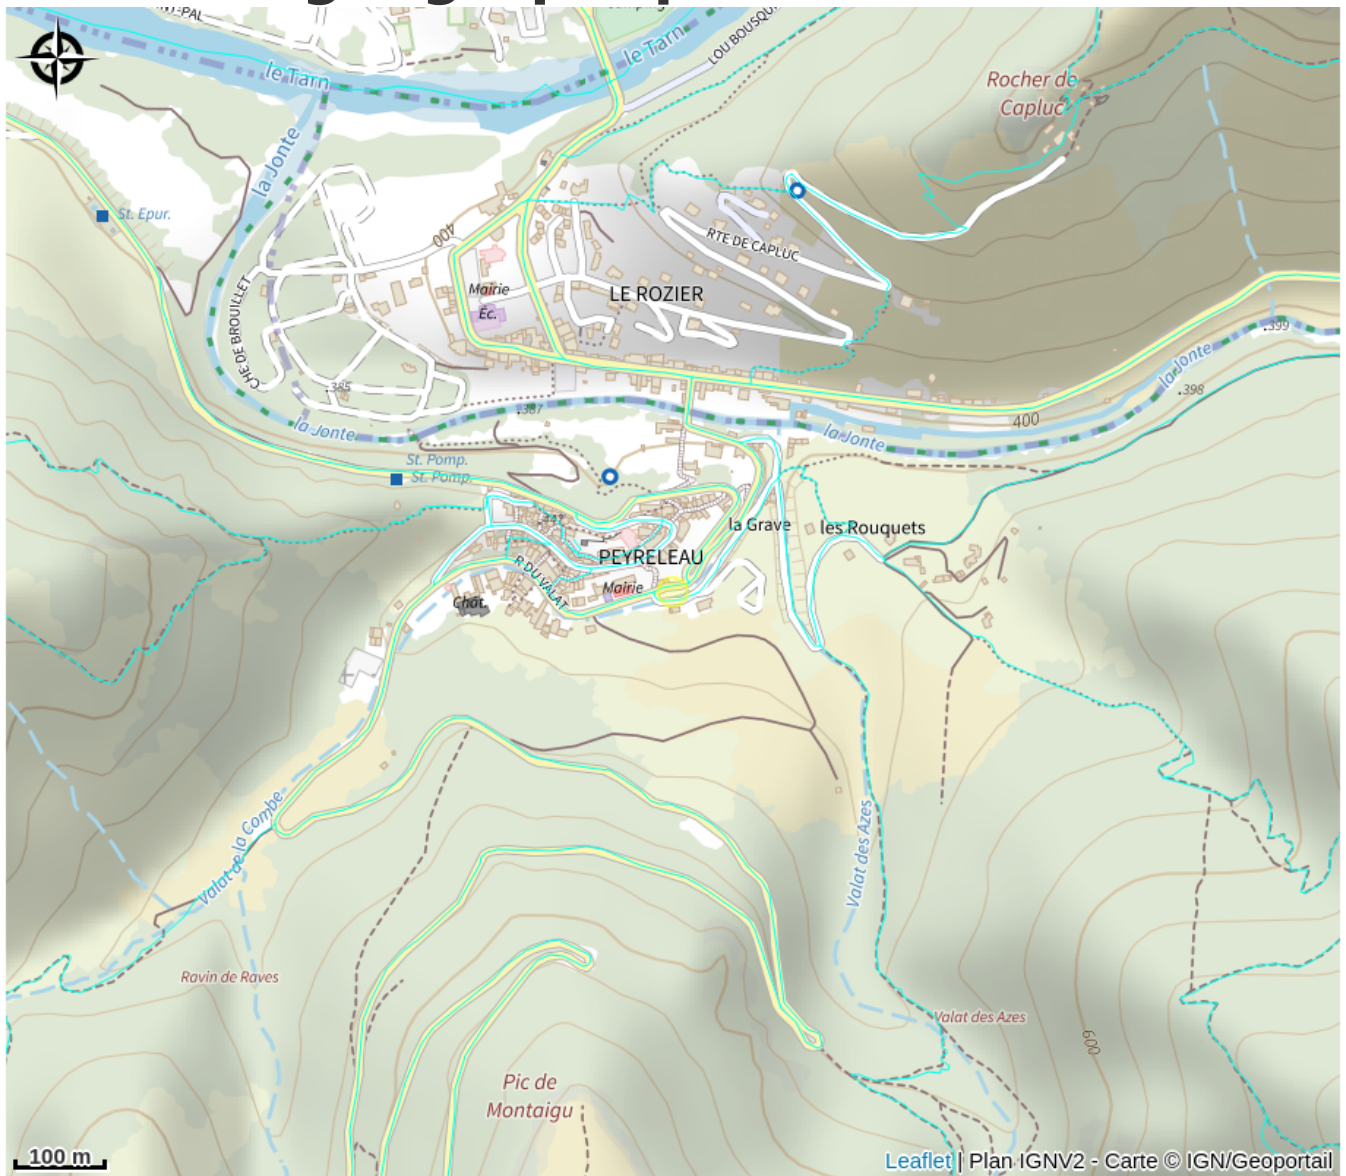 le Tarn
le Tarn
LOU BOUSQU
Rocher de
Capluc
la Jonte
St. Epur.
400
RTE DE CAPLUC
Mairie
LE ROZIER
Éc.
CHE DE BROUILLET
.399
la Jonte
.385
.398
.387
400
la Jonte
la Jonte
St. Pomp.
St. Pomp.
.447
la Grave
les Rouquets
PEYRELEAU
R DU VALAT
Mairie
Chât.
Valat de la Combe
Valat des Azes
Ravin de Raves
Valat des Azes
600
Pic de
Montaigu
100 m
Leaflet | Plan IGNV2 - Carte © IGN/Geoportail